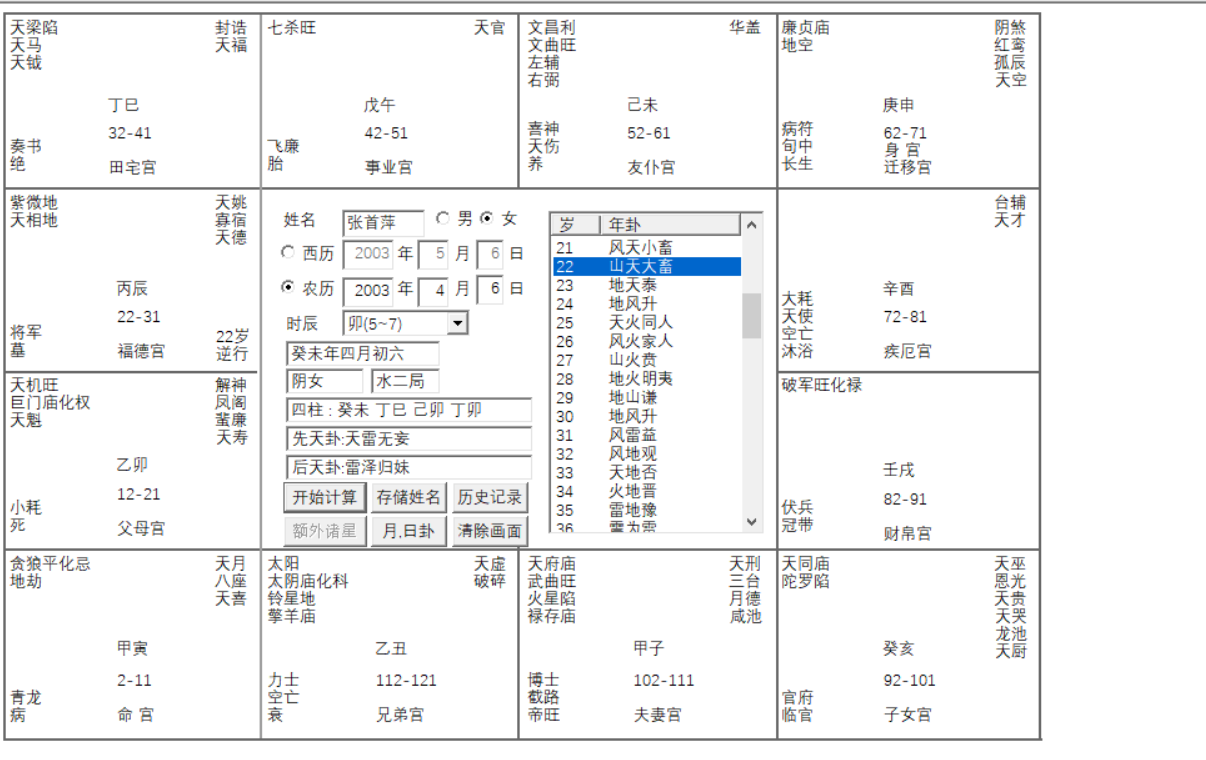 天梁陷
天马
天钺
封诰
天福
丁巳
32-41
奏书
绝
田宅宫
七杀旺
天官
戊午
42-51
飞廉
胎
事业宫
文昌利
文曲旺
左辅
右弼
华盖
己未
52-61
喜神
天伤
养
友仆宫
廉贞庙
地空
阴煞
红鸾
孤辰
天空
庚申
62-71
病符
旬中
长生
身 宫
迁移宫
紫微地
天相地
天姚
寡宿
天德
丙辰
22-31
将军
墓
福德宫
22岁
逆行
姓名 张首萍 男 女
西历 2003 年 5 月 6 日
农历 2003 年 4 月 6 日
时辰 卯(5~7)
癸未年四月初六
阴女 水二局
四柱:癸未 丁巳 己卯 丁卯
先天卦:天雷无妄
后天卦:雷泽归妹
开始计算 存储姓名 历史记录
额外诸星 月,日卦 清除画面
岁 年卦
21 风天小畜
22 山天大畜
23 地天泰
24 地风升
25 天火同人
26 风火家人
27 山火贲
28 地火明夷
29 地山谦
30 地风升
31 风雷益
32 风地观
33 天地否
34 火地晋
35 雷地豫
36 震为雷
台辅
天才
辛酉
72-81
大耗
天使
空亡
沐浴
疾厄宫
天机旺
巨门庙化权
天魁
解神
凤阁
蜚廉
天寿
乙卯
12-21
小耗
死
父母宫
破军旺化禄
壬戌
82-91
伏兵
冠带
财帛宫
贪狼平化忌
地劫
天月
八座
天喜
甲寅
2-11
青龙
病
命 宫
太阳
太阴庙化科
铃星地
擎羊庙
天虚
破碎
乙丑
112-121
力士
空亡
衰
兄弟宫
天府庙
武曲旺
火星陷
禄存庙
天刑
三台
月德
咸池
甲子
102-111
博士
截路
帝旺
夫妻宫
天同庙
陀罗陷
天巫
恩光
天贵
天哭
龙池
天厨
癸亥
92-101
官府
临官
子女宫